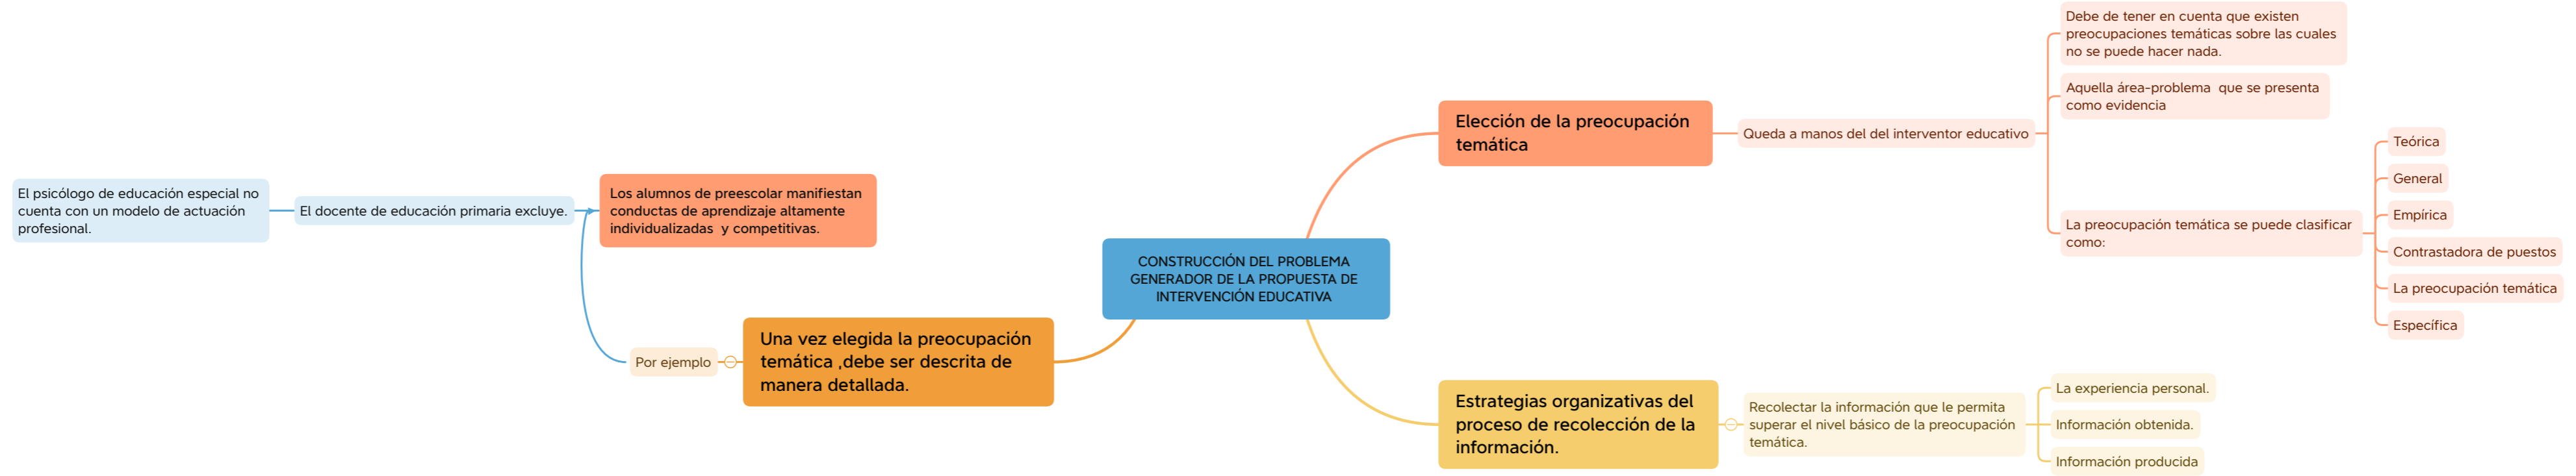 CONSTRUCCIÓN DEL PROBLEMA
GENERADOR DE LA PROPUESTA DE
INTERVENCIÓN EDUCATIVA
Elección de la preocupación
temática
Queda a manos del del interventor educativo
Debe de tener en cuenta que existen
preocupaciones temáticas sobre las cuales
no se puede hacer nada.
Aquella área-problema  que se presenta
como evidencia
La preocupación temática se puede clasificar
como:
Teórica
General
Empírica
Contrastadora de puestos
La preocupación temática
Específica
Estrategias organizativas del
proceso de recolección de la
información.
Recolectar la información que le permita
superar el nivel básico de la preocupación
temática.
La experiencia personal.
Información obtenida.
Información producida
Una vez elegida la preocupación
temática ,debe ser descrita de
manera detallada.
Por ejemplo
Los alumnos de preescolar manifiestan
conductas de aprendizaje altamente
individualizadas  y competitivas.
El docente de educación primaria excluye.
El psicólogo de educación especial no
cuenta con un modelo de actuación
profesional.